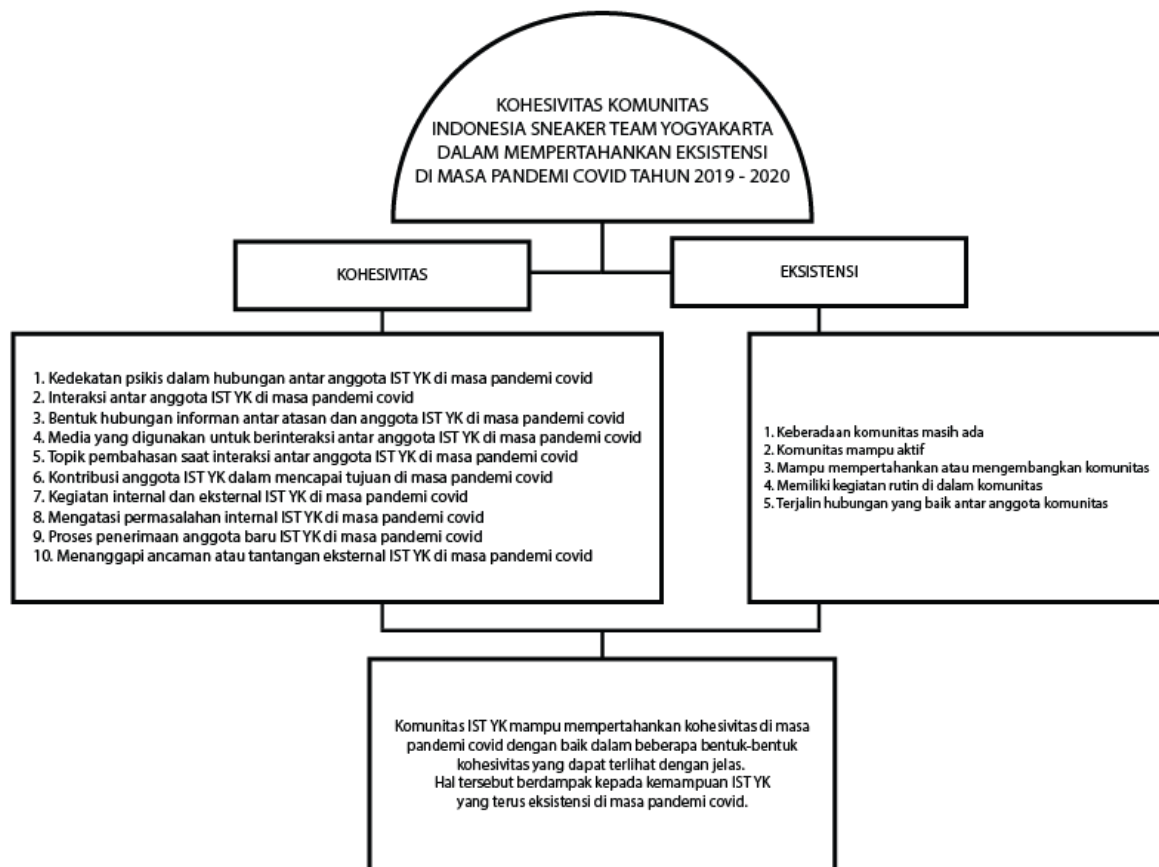 KOHESIVITAS KOMUNITAS
INDONESIA SNEAKER TEAM YOGYAKARTA
DALAM MEMPERTAHANKAN EKSISTENSI
DI MASA PANDEMI COVID TAHUN 2019 - 2020
KOHESIVITAS
EKSISTENSI
1. Kedekatan psikis dalam hubungan antar anggota IST YK di masa pandemi covid
2. Interaksi antar anggota IST YK di masa pandemi covid
3. Bentuk hubungan informan antar atasan dan anggota IST YK di masa pandemi covid
4. Media yang digunakan untuk berinteraksi antar anggota IST YK di masa pandemi covid
5. Topik pembahasan saat interaksi antar anggota IST YK di masa pandemi covid
6. Kontribusi anggota IST YK dalam mencapai tujuan di masa pandemi covid
7. Kegiatan internal dan eksternal IST YK di masa pandemi covid
8. Mengatasi permasalahan internal IST YK di masa pandemi covid
9. Proses penerimaan anggota baru IST YK di masa pandemi covid
10. Menanggapi ancaman atau tantangan eksternal IST YK di masa pandemi covid
1. Keberadaan komunitas masih ada
2. Komunitas mampu aktif
3. Mampu mempertahankan atau mengembangkan komunitas
4. Memiliki kegiatan rutin di dalam komunitas
5. Terjalin hubungan yang baik antar anggota komunitas
Komunitas IST YK mampu mempertahankan kohesivitas di masa
pandemi covid dengan baik dalam beberapa bentuk-bentuk
kohesivitas yang dapat terlihat dengan jelas.
Hal tersebut berdampak kepada kemampuan IST YK
yang terus eksistensi di masa pandemi covid.